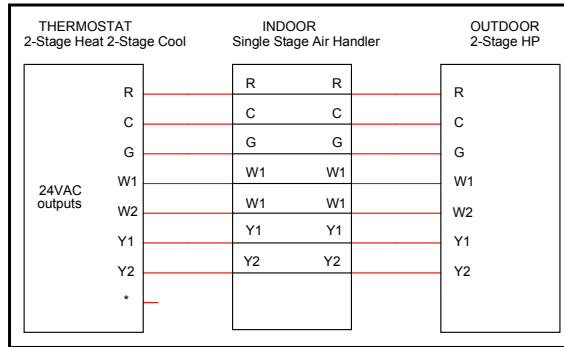 THERMOSTAT
2-Stage Heat 2-Stage Cool
INDOOR
Single Stage Air Handler
OUTDOOR
2-Stage HP
R R R R
C C C C
G G G G
24VAC
outputs
W1 W1 W1 W1
W2 W1 W1 W2
Y1 Y1 Y1 Y1
Y2 Y2 Y2 Y2
*